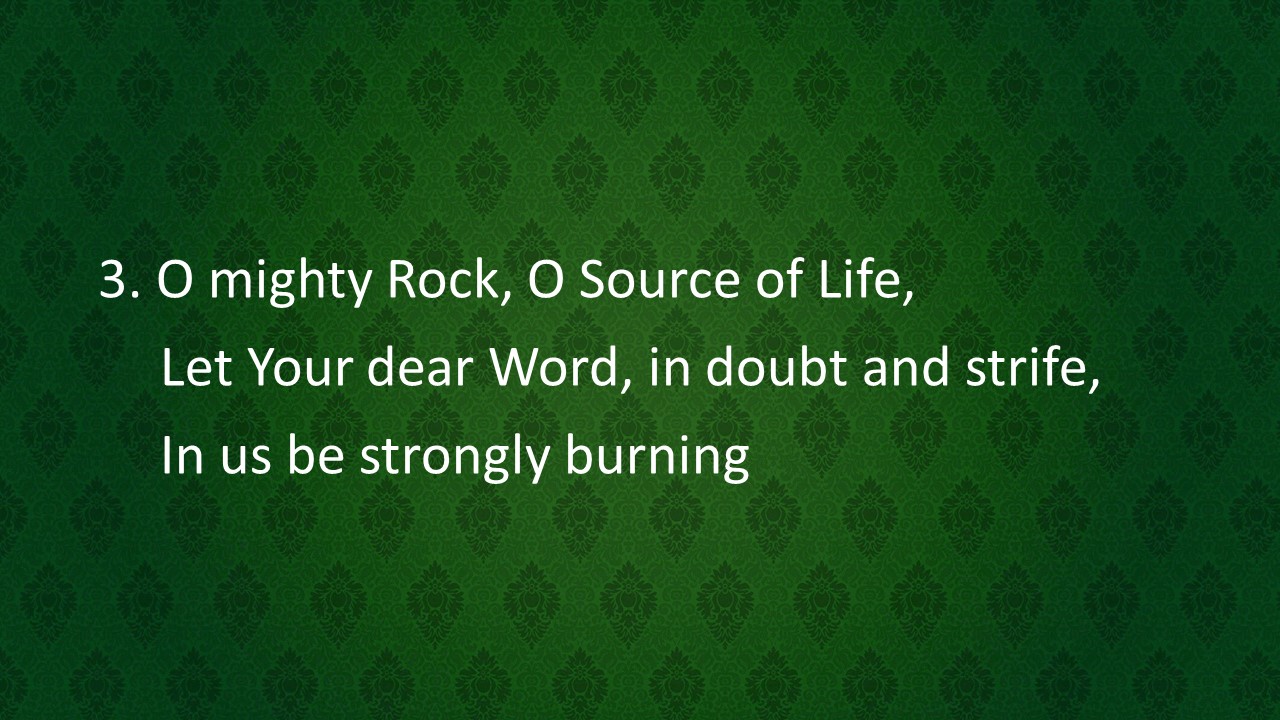 3. O mighty Rock, O Source of Life,
Let Your dear Word, in doubt and strife,
In us be strongly burning